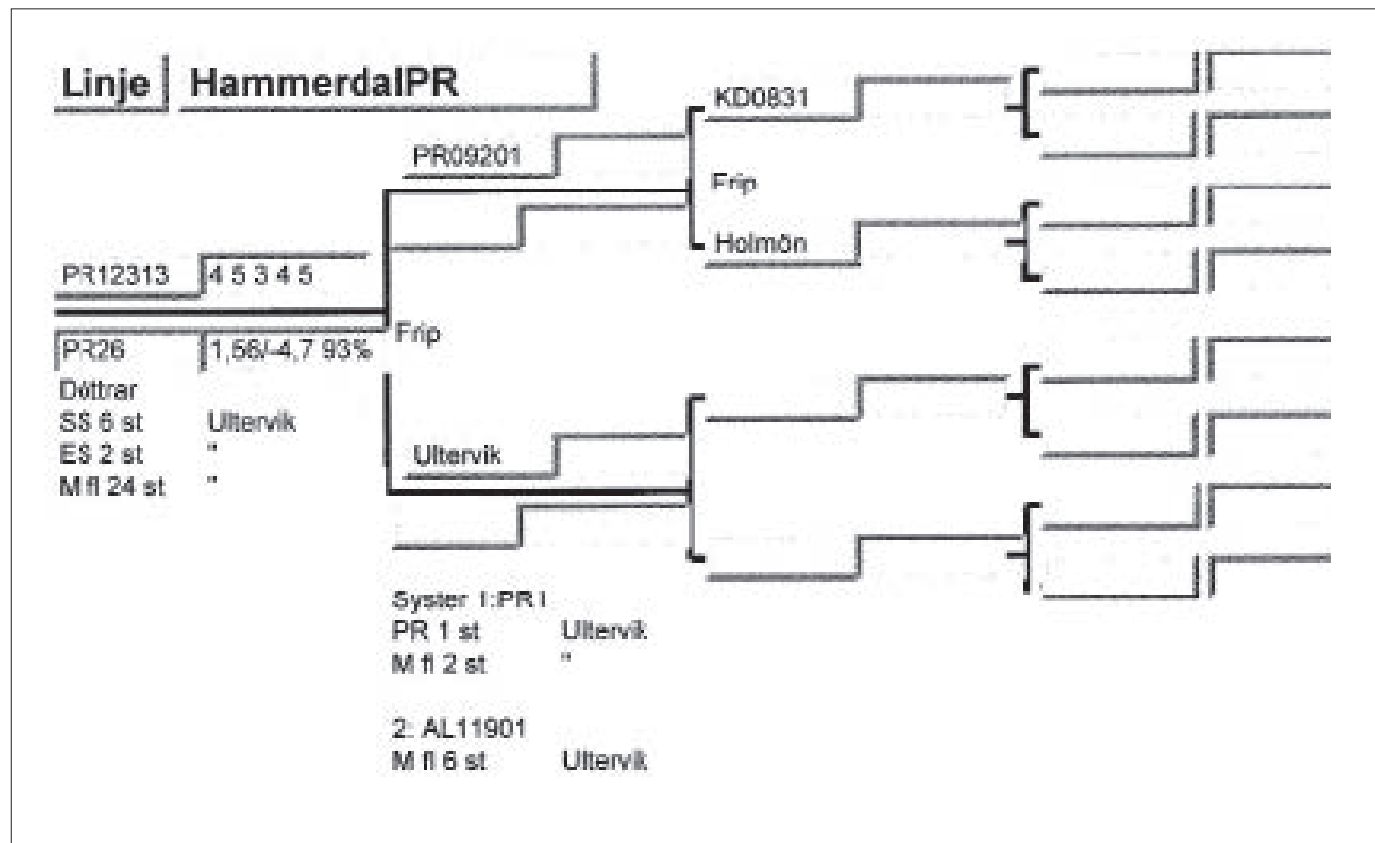 Linje HammerdalPR
KD0831
PR09201
Frip
Holmön
PR12313 4 5 3 4 5
Frip
PR26 1,56/-4,7 93%
Döttrar
SS 6 st Ultervik
ES 2 st "
M fl 24 st "
Ultervik
Syster 1:PR1
PR 1 st Ultervik
M fl 2 st "
2: AL11901
M fl 6 st Ultervik